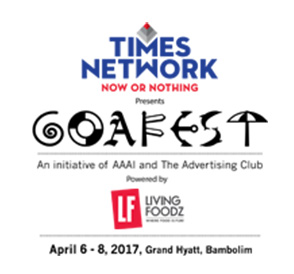 TIMES
NETWORK
NOW OR NOTHING
Presents
GOAFEST
An initiative of AAAI and The Advertising Club
Powered by
LF LIVING
FOODZ
April 6 - 8, 2017, Grand Hyatt, Bambolim